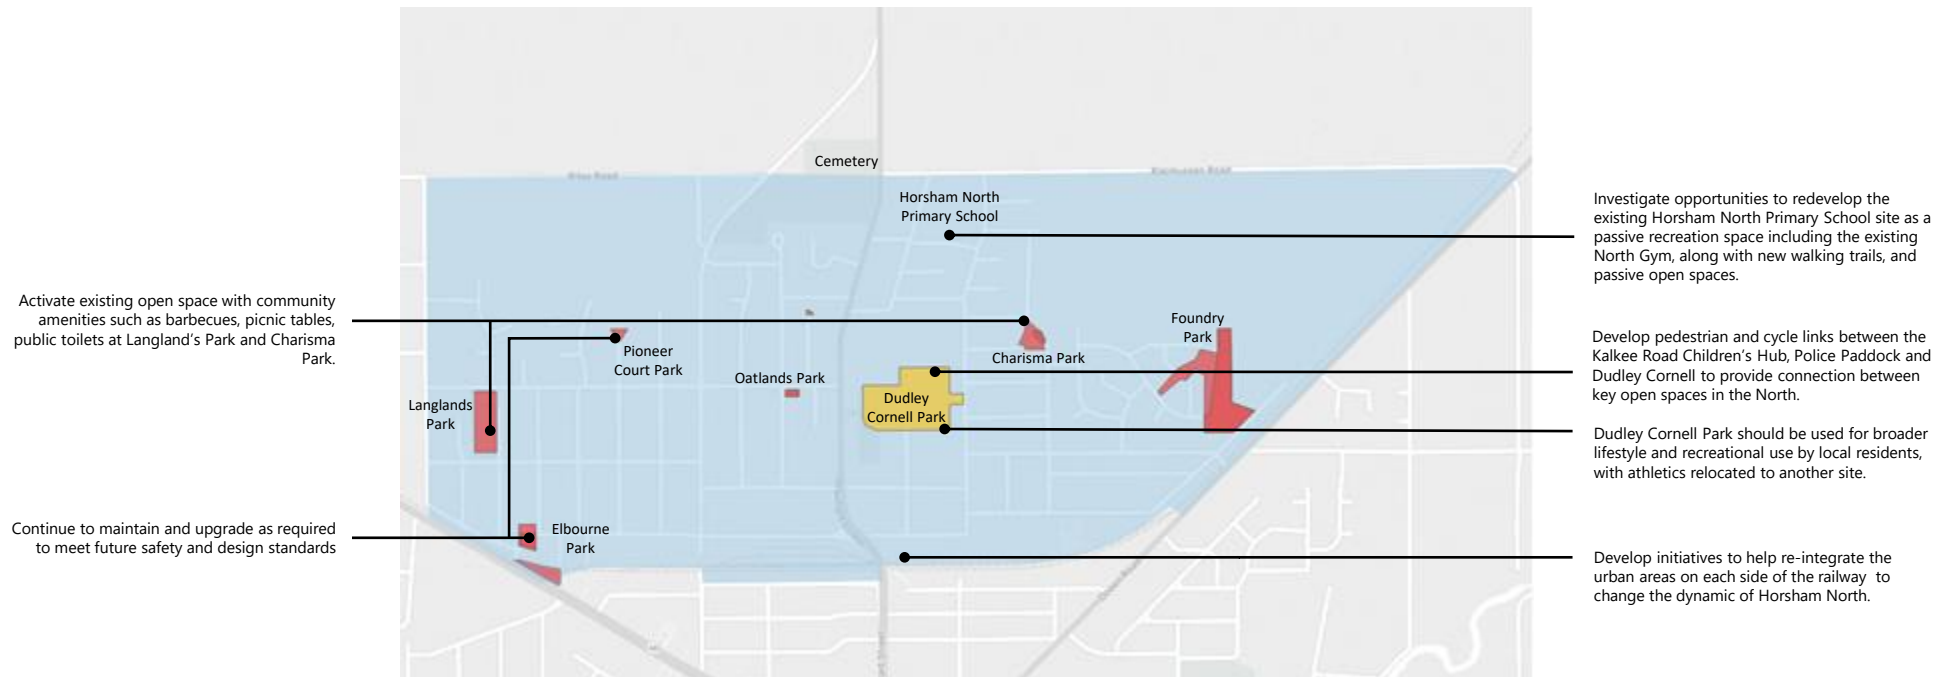 Cemetery
Horsham North
Primary School
Pioneer
Court Park
Oatlands Park
Charisma Park
Foundry
Park
Langlands
Park
Dudley
Cornell Park
Elbourne
Park
Activate existing open space with community
amenities such as barbecues, picnic tables,
public toilets at Langland's Park and Charisma
Park.
Continue to maintain and upgrade as required
to meet future safety and design standards
Investigate opportunities to redevelop the
existing Horsham North Primary School site as a
passive recreation space including the existing
North Gym, along with new walking trails, and
passive open spaces.
Develop pedestrian and cycle links between the
Kalkee Road Children's Hub, Police Paddock and
Dudley Cornell to provide connection between
key open spaces in the North.
Dudley Cornell Park should be used for broader
lifestyle and recreational use by local residents,
with athletics relocated to another site.
Develop initiatives to help re-integrate the
urban areas on each side of the railway to
change the dynamic of Horsham North.